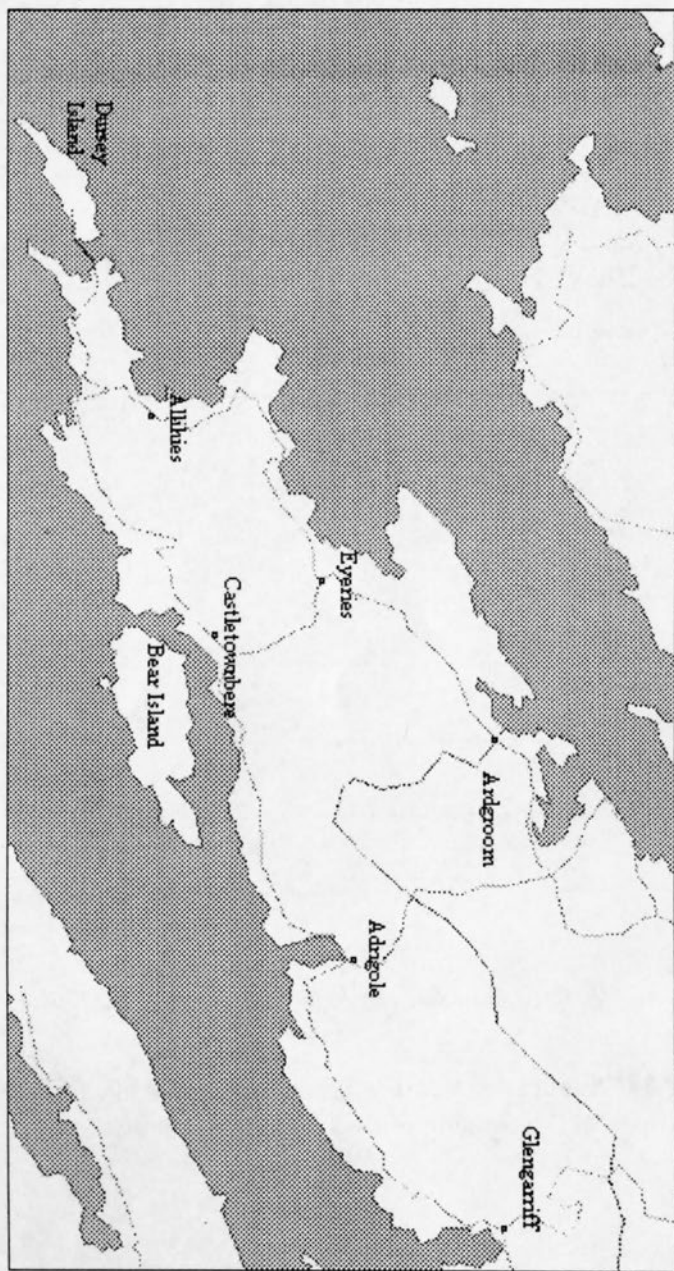 Glengarriff
Ardgroom
Adrigole
Eyeries
Castletownbere
Allihies
Bear Island
Dursey
Island